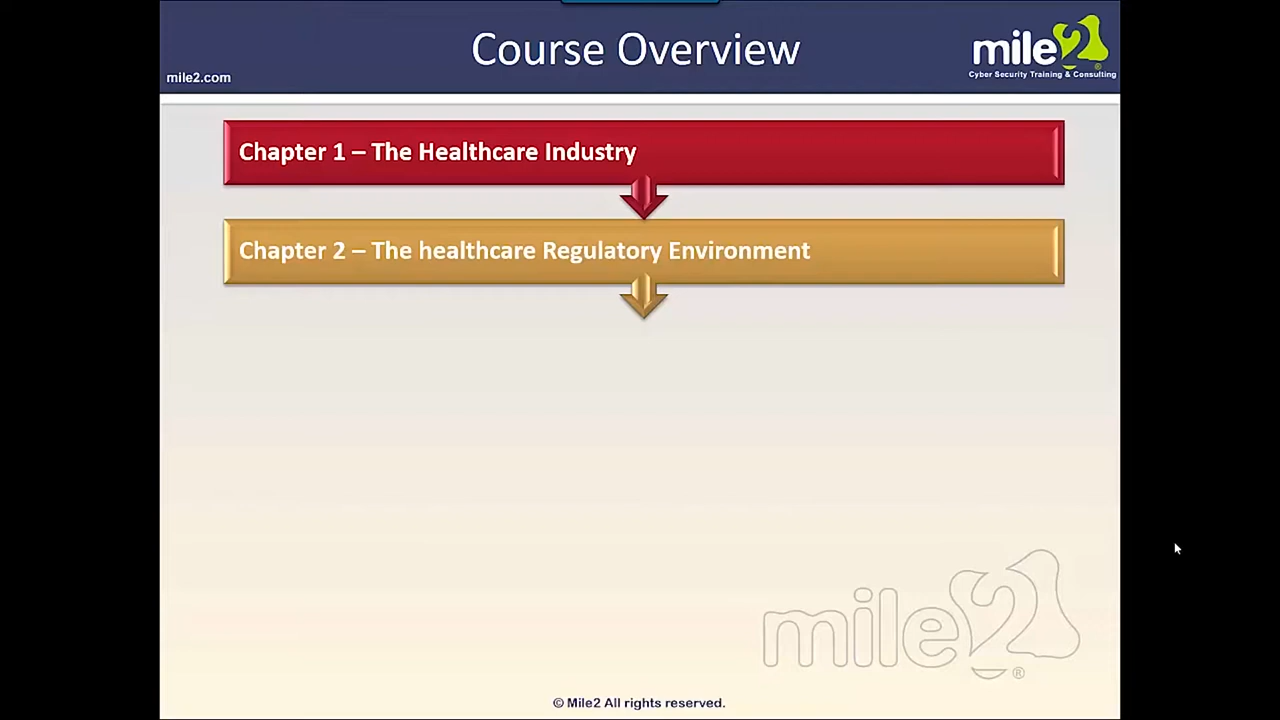 Course Overview
mile2
mile2.com
Cyber Security Training & Consulting
Chapter 1 – The Healthcare Industry
Chapter 2 – The healthcare Regulatory Environment
mile2
®
© Mile2 All rights reserved.